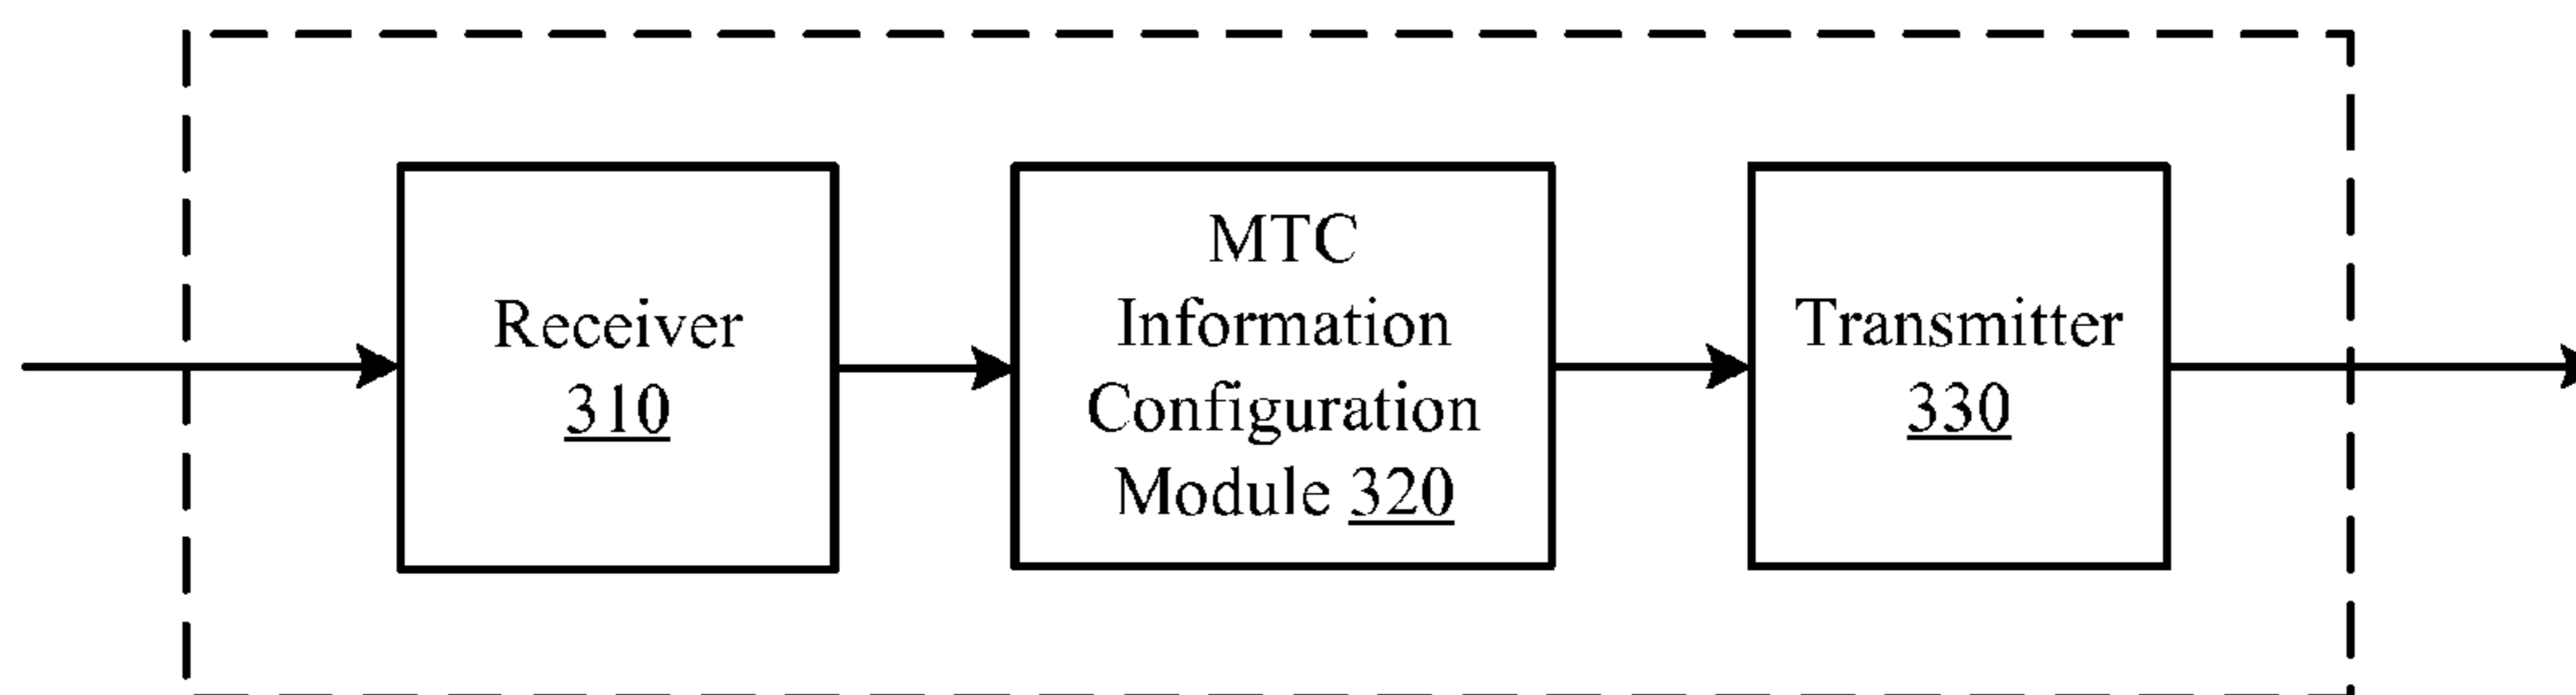 Receiver
310
MTC
Information
Configuration
Module 320
Transmitter
330